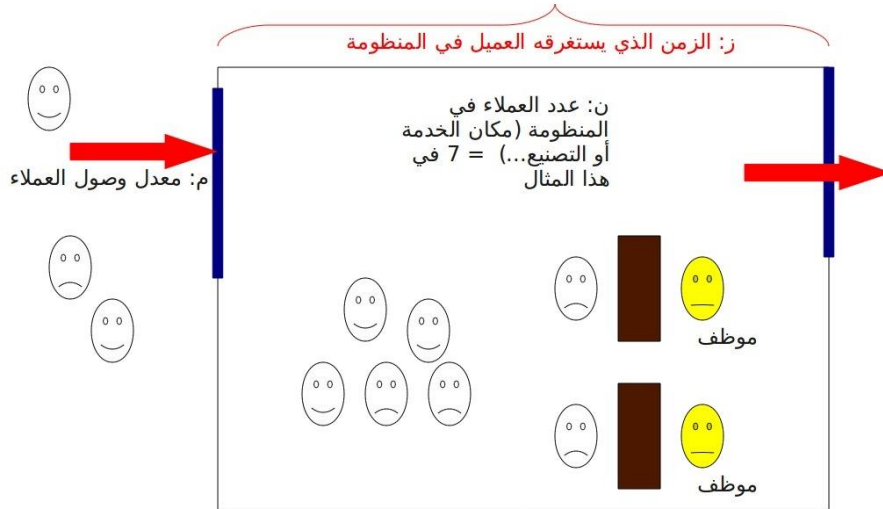 ز: الزمن الذي يستغرقه العميل في المنظومة
ن: عدد العملاء في
المنظومة (مكان الخدمة
أو التصنيع...) = 7 في
هذا المثال
م: معدل وصول العملاء
موظف
موظف